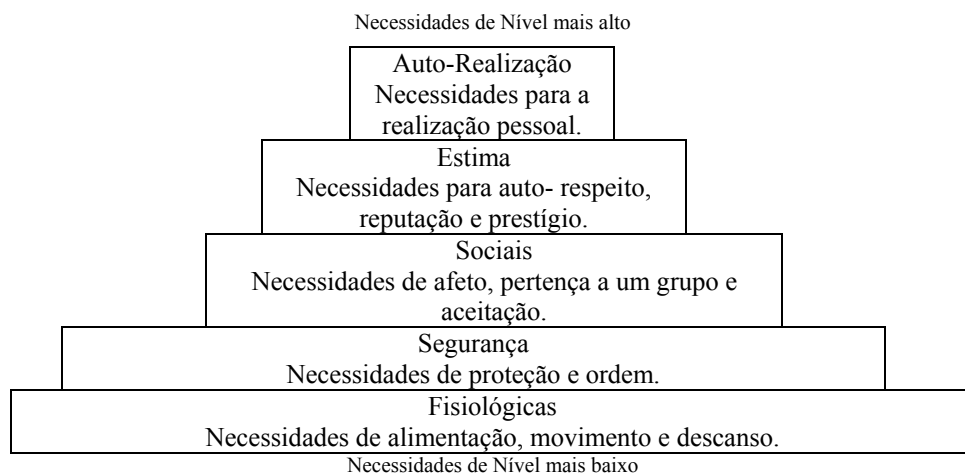 Necessidades de Nível mais alto
Auto-Realização
Necessidades para a
realização pessoal.
Estima
Necessidades para auto- respeito,
reputação e prestígio.
Sociais
Necessidades de afeto, pertença a um grupo e
aceitação.
Segurança
Necessidades de proteção e ordem.
Fisiológicas
Necessidades de alimentação, movimento e descanso.
Necessidades de Nível mais baixo